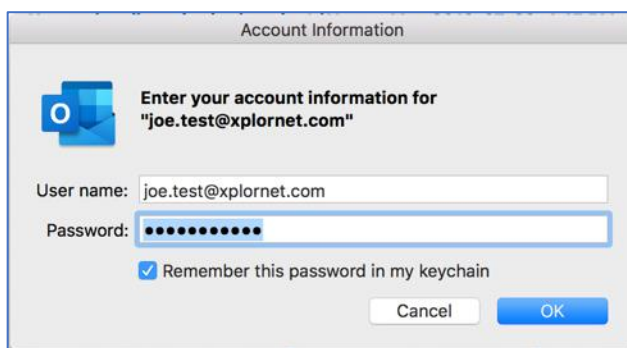 Account Information
Enter your account information for
"joe.test@xplornet.com"
User name: joe.test@xplornet.com
Password: •••••••••••
Remember this password in my keychain
Cancel OK